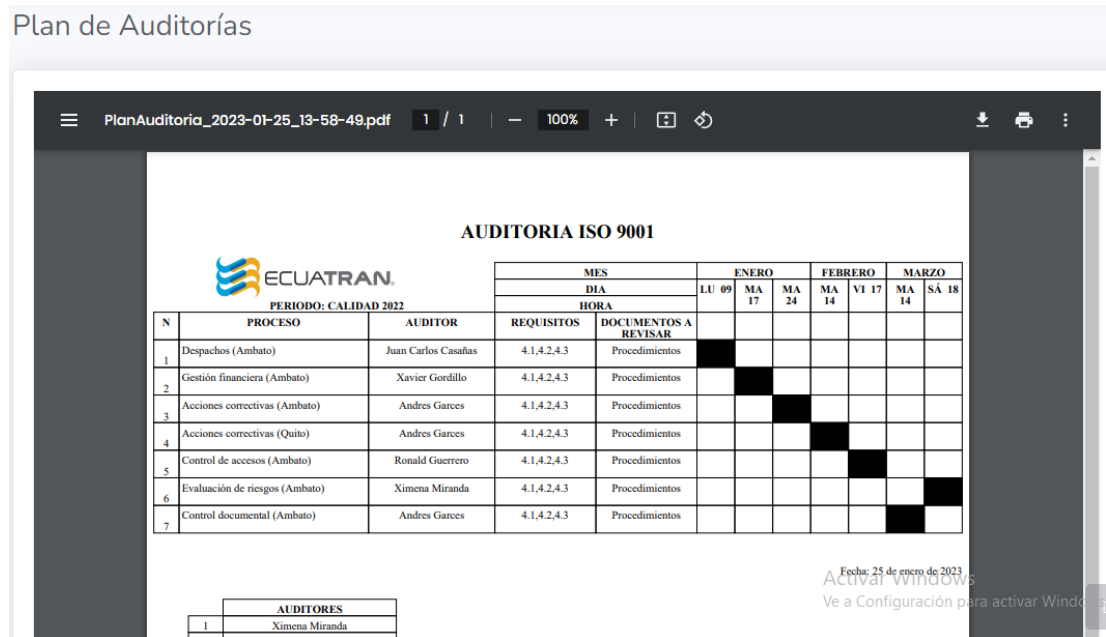 Plan de Auditorías
PlanAuditoria_2023-01-25_13-58-49.pdf 1 / 1 100%
AUDITORIA ISO 9001
ECUATRAN.
PERIODO: CALIDAD 2022
MES ENERO FEBRERO MARZO
DIA LU 09 MA 17 MA 24 MA 14 VI 17 MA 14 SÁ 18
HORA
N PROCESO AUDITOR REQUISITOS DOCUMENTOS A REVISAR
1 Despachos (Ambato) Juan Carlos Casañas 4.1,4.2,4.3 Procedimientos
2 Gestión financiera (Ambato) Xavier Gordillo 4.1,4.2,4.3 Procedimientos
3 Acciones correctivas (Ambato) Andres Garces 4.1,4.2,4.3 Procedimientos
4 Acciones correctivas (Quito) Andres Garces 4.1,4.2,4.3 Procedimientos
5 Control de accesos (Ambato) Ronald Guerrero 4.1,4.2,4.3 Procedimientos
6 Evaluación de riesgos (Ambato) Ximena Miranda 4.1,4.2,4.3 Procedimientos
7 Control documental (Ambato) Andres Garces 4.1,4.2,4.3 Procedimientos
Fecha: 25 de enero de 2023
Activar Windows
Ve a Configuración para activar Windows
AUDITORES
1 Ximena Miranda